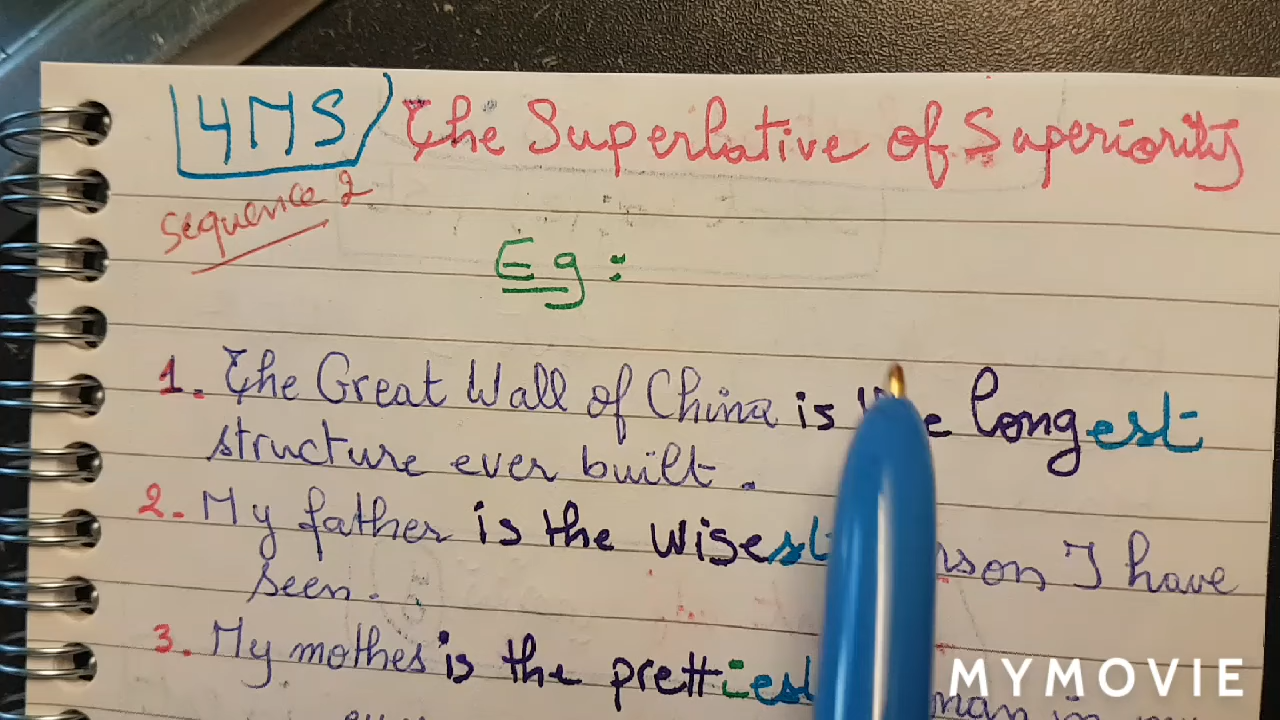 4MS The Superlative of Superiority
Sequence 2
Eg:
1. The Great Wall of China is the longest
structure ever built.
2. My father is the wisest I have
seen.
3. My mother is the prettiest
MYMOVIE